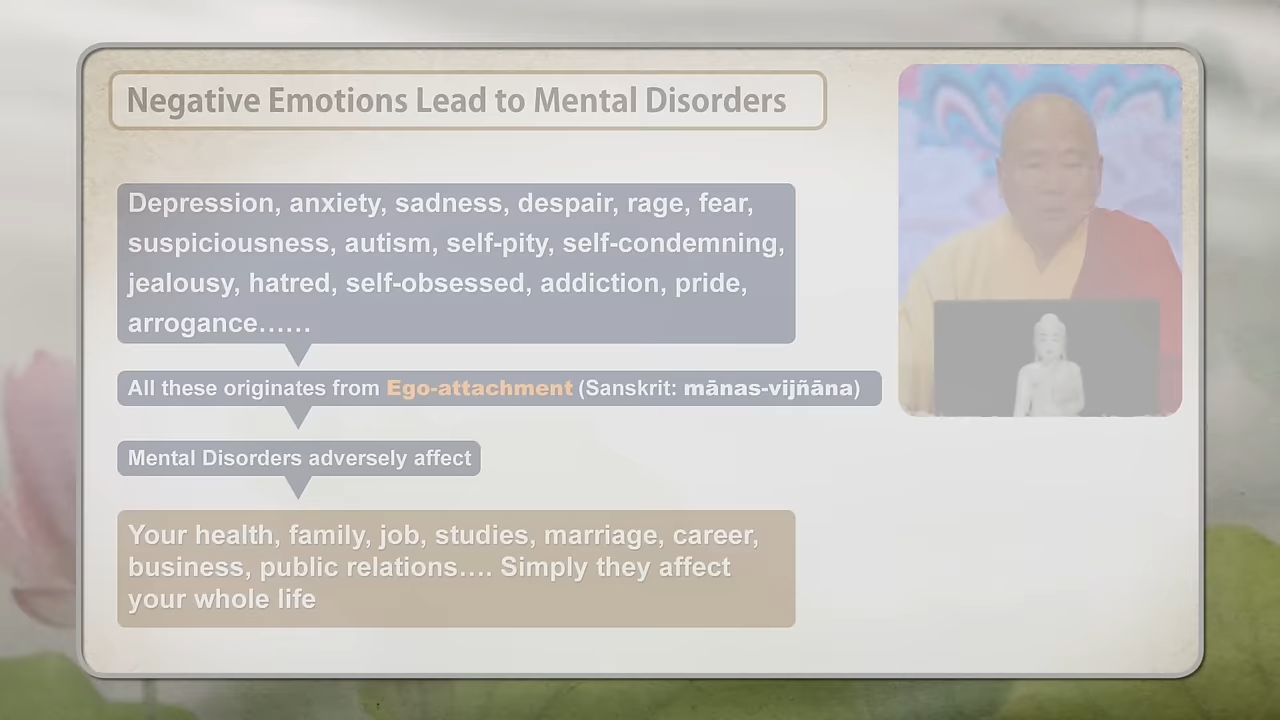 Negative Emotions Lead to Mental Disorders
Depression, anxiety, sadness, despair, rage, fear,
suspiciousness, autism, self-pity, self-condemning,
jealousy, hatred, self-obsessed, addiction, pride,
arrogance……
All these originates from Ego-attachment (Sanskrit: mānas-vijñāna)
Mental Disorders adversely affect
Your health, family, job, studies, marriage, career,
business, public relations…. Simply they affect
your whole life